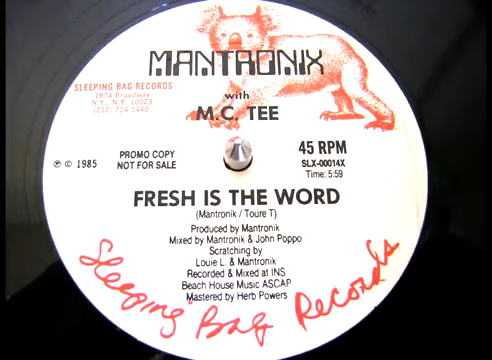 MANTRONIX
SLEEPING BAG RECORDS
1974 Broadway
N.Y., N.Y. 10023
(212) 724-1440
with
M.C. TEE
℗ © 1985
PROMO COPY
NOT FOR SALE
45 RPM
SLX-00014X
Time: 5:59
FRESH IS THE WORD
(Mantronik / Toure T)
Produced by Mantronik
Mixed by Mantronik & John Poppo
Scratching by
Louie L. & Mantronik
Recorded & Mixed at INS
Beach House Music ASCAP
Mastered by Herb Powers
Sleeping Bag Records